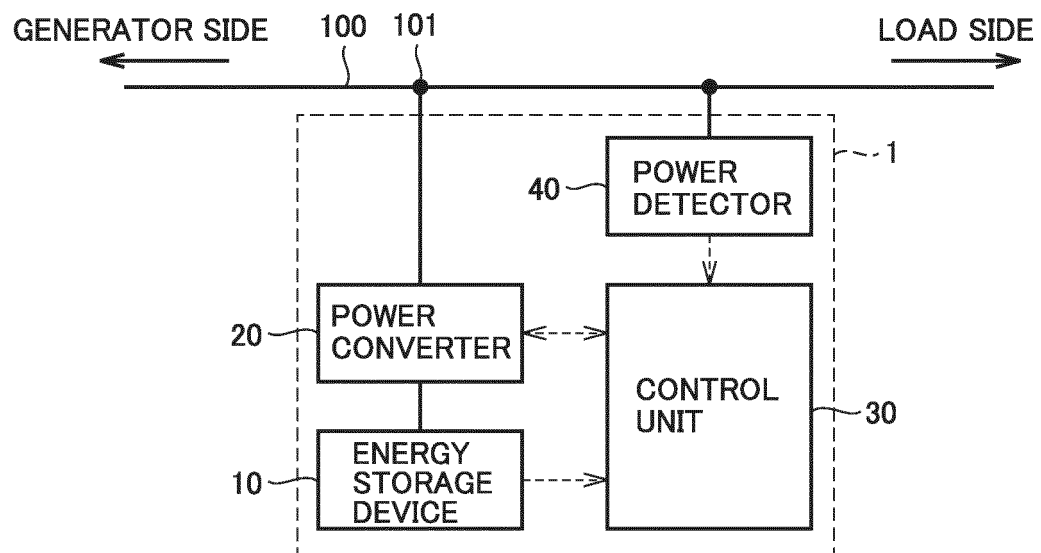 GENERATOR SIDE
100
101
LOAD SIDE
1
40
POWER
DETECTOR
20
POWER
CONVERTER
CONTROL
UNIT
30
10
ENERGY
STORAGE
DEVICE